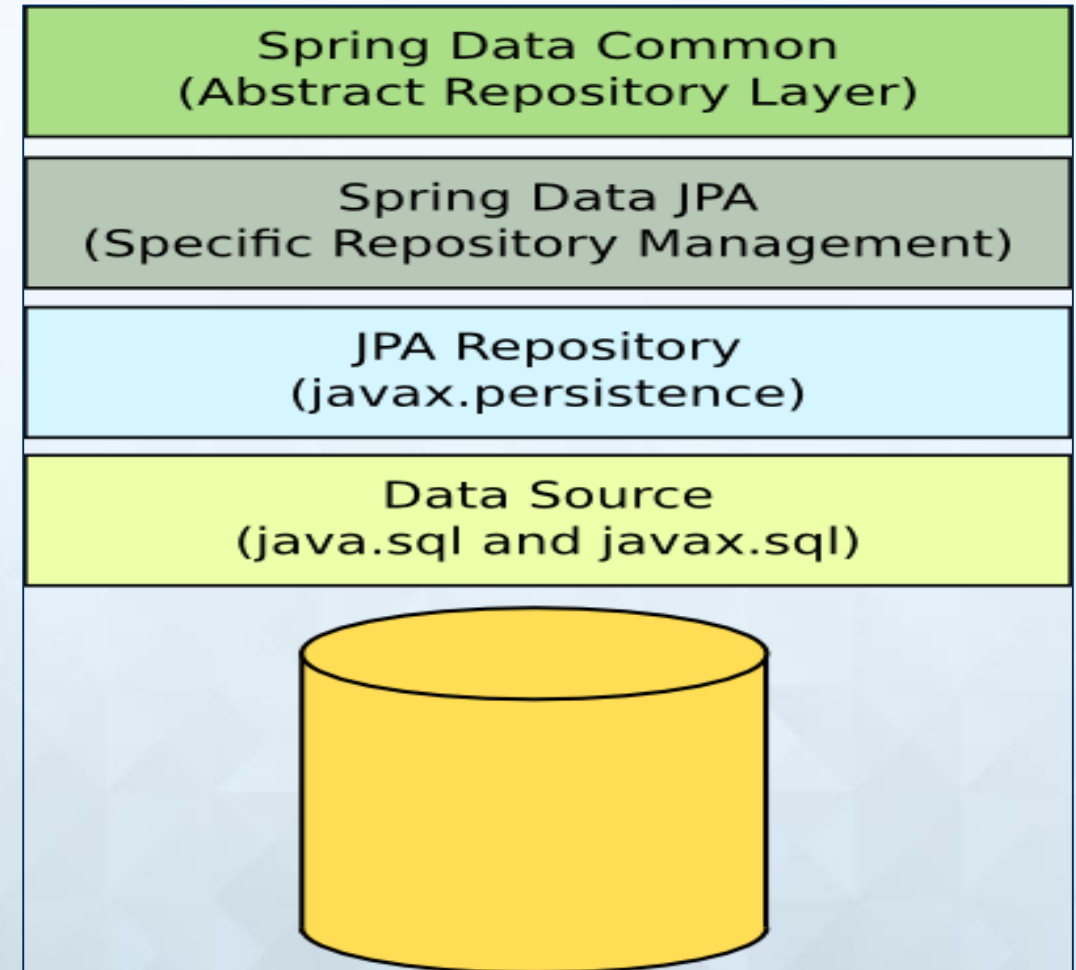 Spring Data Common
(Abstract Repository Layer)
Spring Data JPA
(Specific Repository Management)
JPA Repository
(javax.persistence)
Data Source
(java.sql and javax.sql)